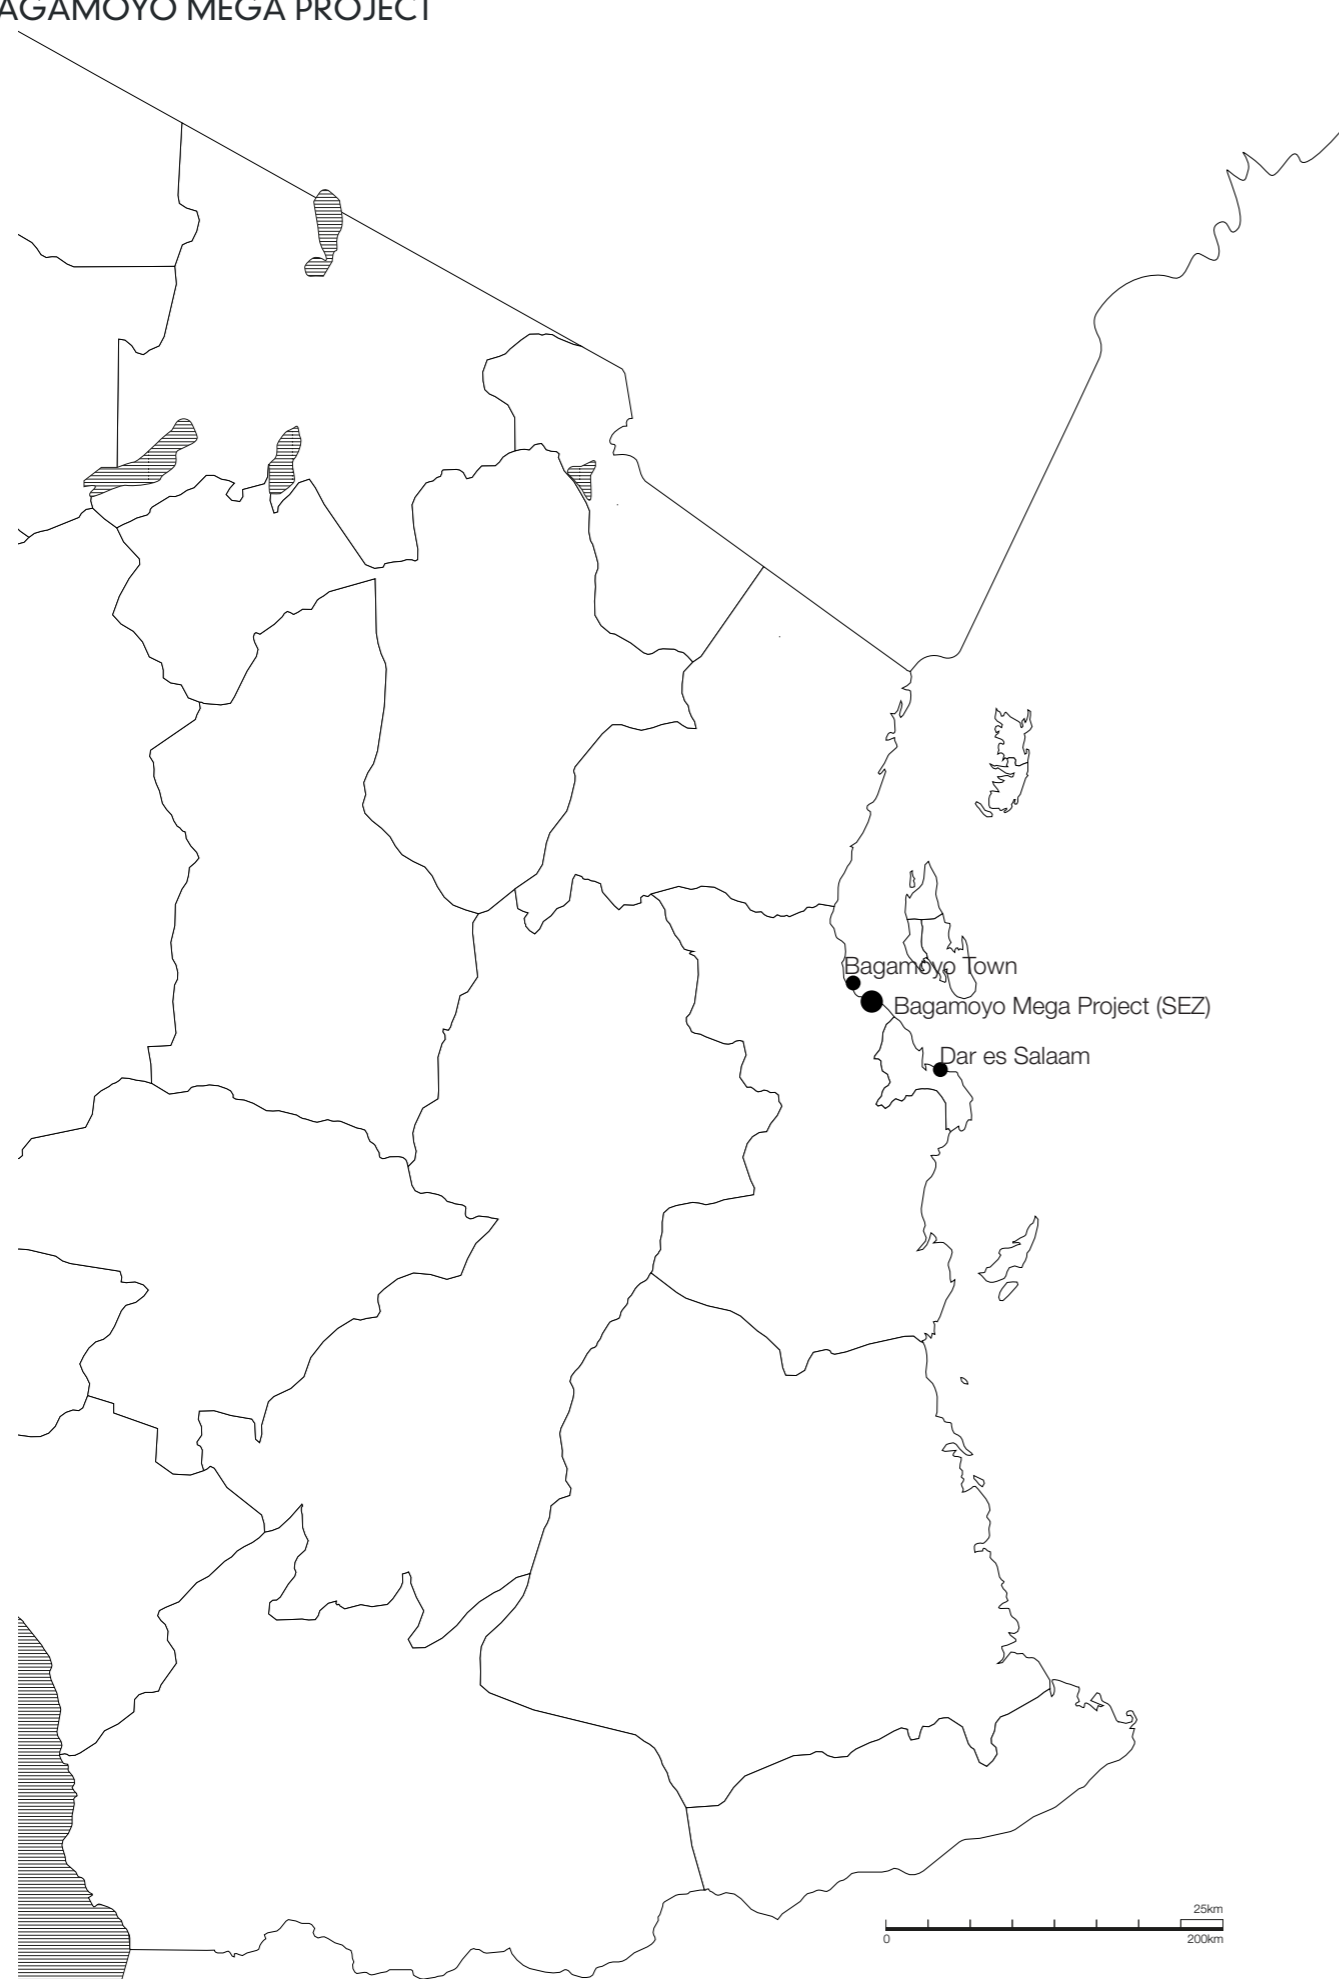 AGAMOYO MEGA PROJECT
Bagamoyo Town
Bagamoyo Mega Project (SEZ)
Dar es Salaam
25km
0
200km